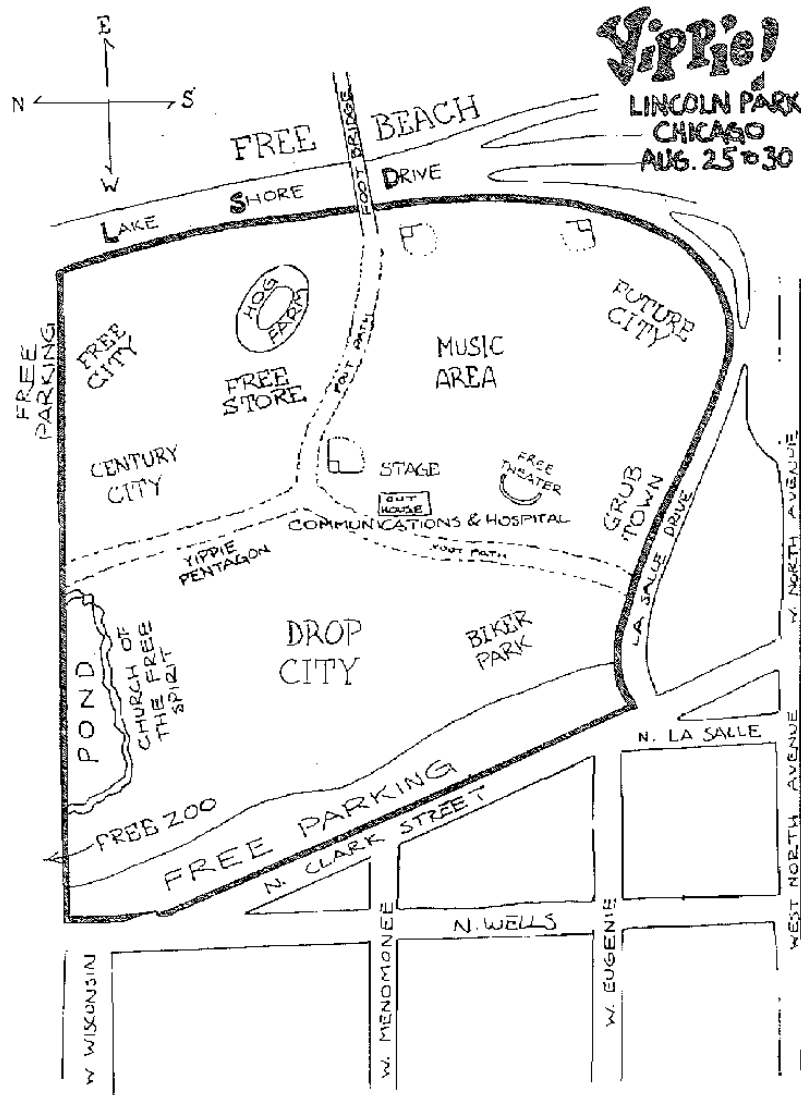 E
N
S
W
Yippie!
LINCOLN PARK
CHICAGO
AUG. 25 TO 30
FREE BEACH
FOOT BRIDGE
LAKE SHORE DRIVE
FREE PARKING
FREE
CITY
HOG
FARM
FREE
STORE
FOOT PATH
MUSIC
AREA
FUTURE
CITY
CENTURY
CITY
STAGE
FREE
THEATER
OUT
HOUSE
COMMUNICATIONS & HOSPITAL
GRUB
TOWN
LA SALLE DRIVE
W. NORTH AVENUE
YIPPIE
PENTAGON
FOOT PATH
POND
CHURCH OF
THE FREE
SPIRIT
DROP
CITY
BIKER
PARK
FREE ZOO
FREE PARKING
N. CLARK STREET
N. LA SALLE
N. WELLS
W WISCONSIN
W. MENOMONEE
W. EUGENIE
WEST NORTH AVENUE